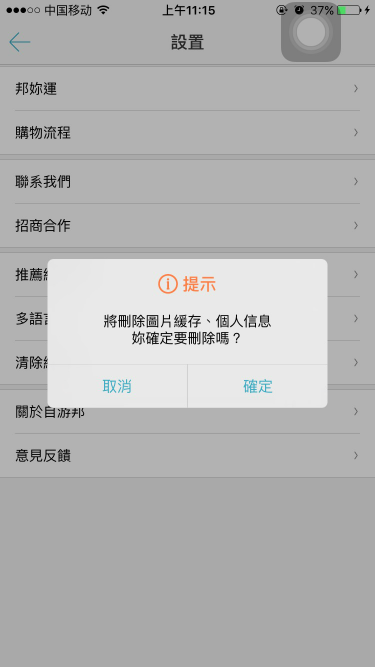 中国移动 上午11:15 37%
設置
邦妳運
購物流程
聯系我們
招商合作
推薦
多語
清除
提示
將刪除圖片緩存、個人信息
妳確定要刪除嗎？
取消 確定
關於自游邦
意見反饋